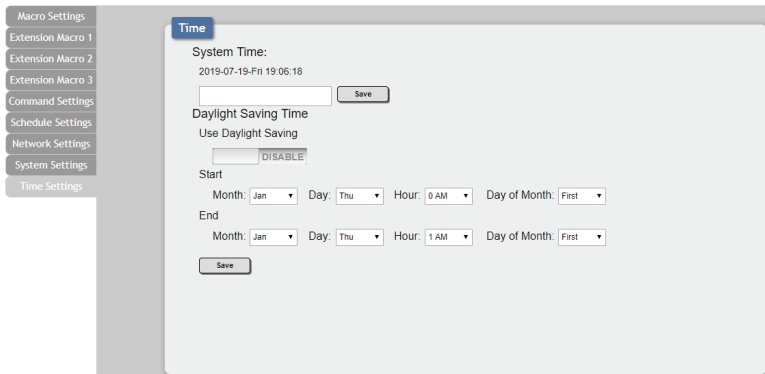 Macro Settings
Extension Macro 1
Extension Macro 2
Extension Macro 3
Command Settings
Schedule Settings
Network Settings
System Settings
Time Settings
Time
System Time:
2019-07-19-Fri 19:06:18
Save
Daylight Saving Time
Use Daylight Saving
DISABLE
Start
Month: Jan Day: Thu Hour: 0 AM Day of Month: First
End
Month: Jan Day: Thu Hour: 1 AM Day of Month: First
Save